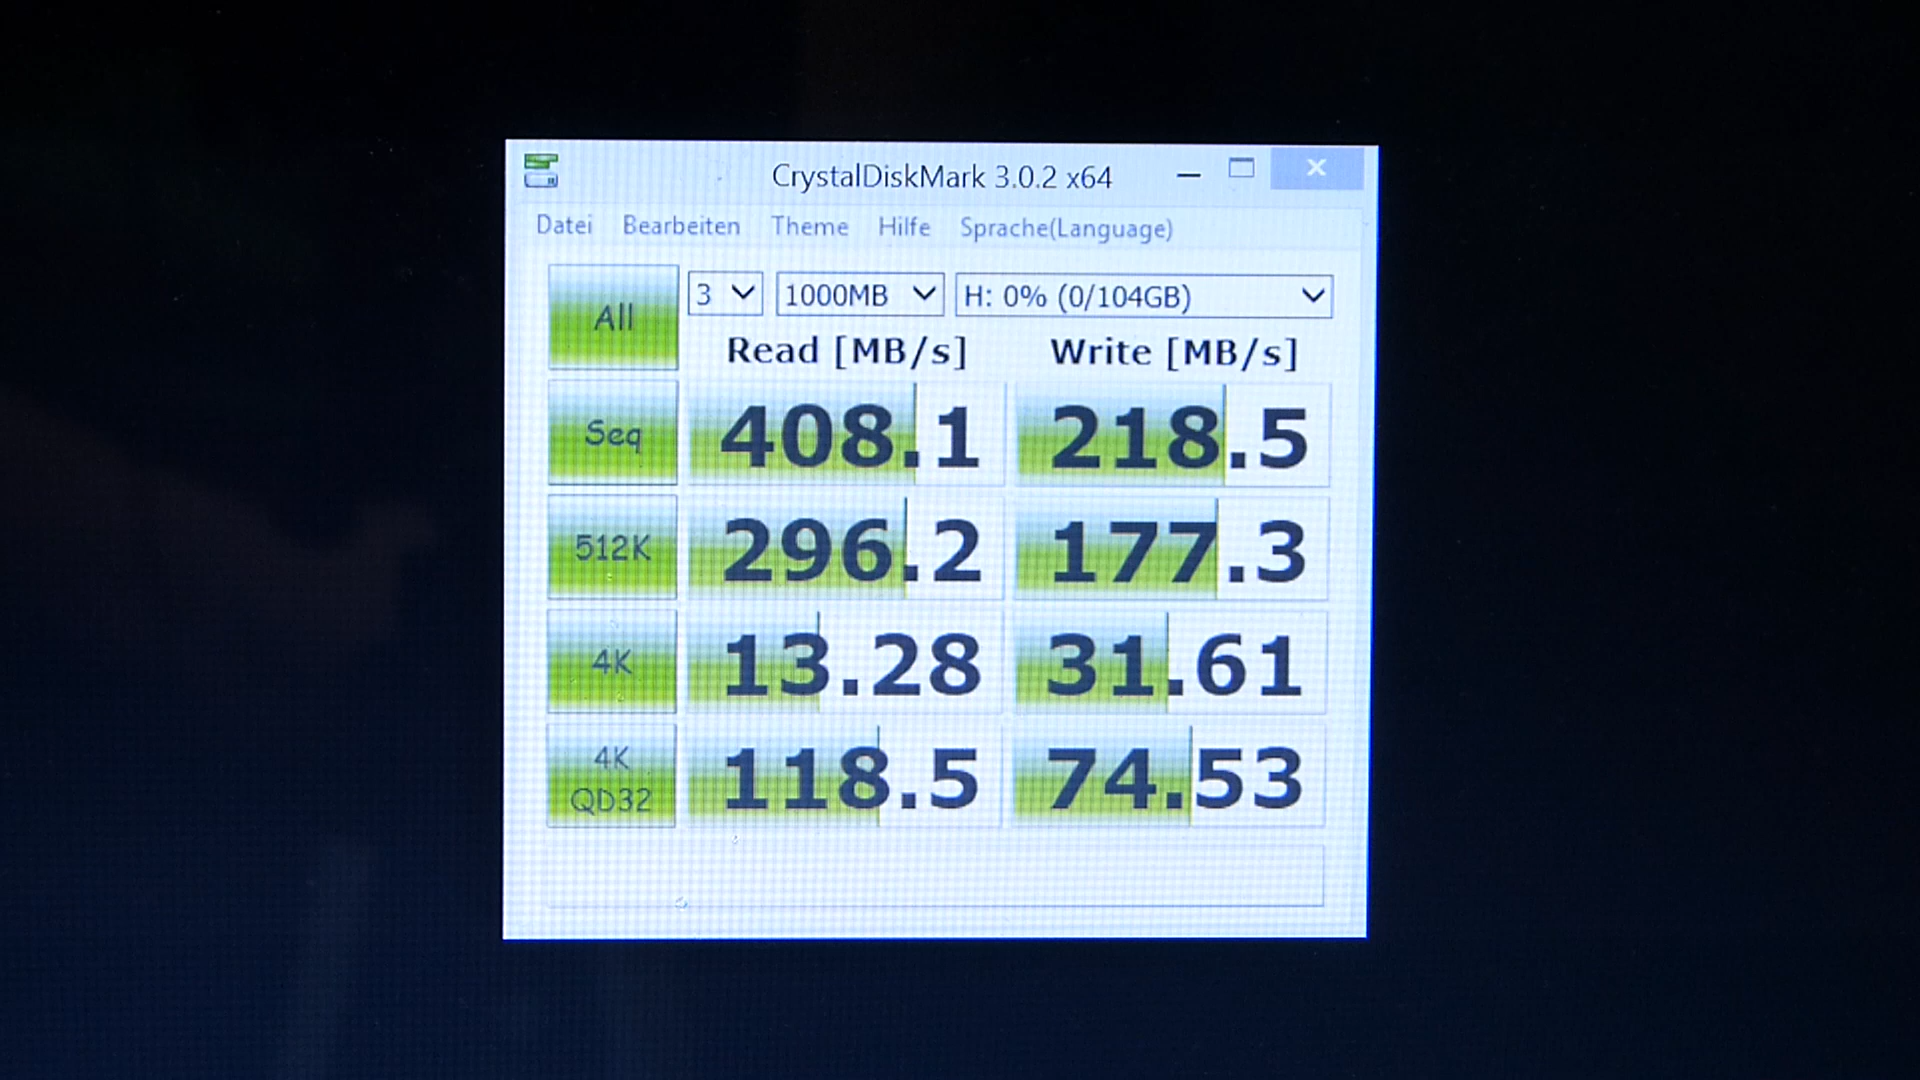 CrystalDiskMark 3.0.2 x64
Datei Bearbeiten Theme Hilfe Sprache(Language)
All 3 1000MB H: 0% (0/104GB)
Read [MB/s] Write [MB/s]
Seq 408.1 218.5
512K 296.2 177.3
4K 13.28 31.61
4K
QD32 118.5 74.53